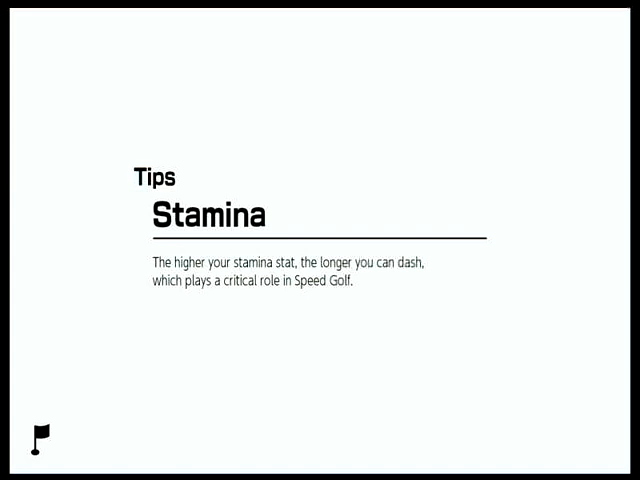 Tips
Stamina
The higher your stamina stat, the longer you can dash,
which plays a critical role in Speed Golf.